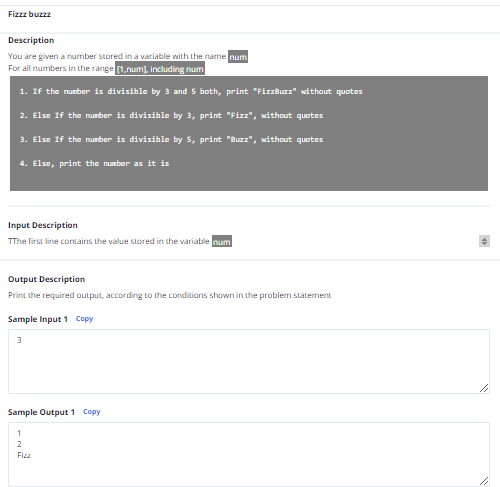 Fizzz buzzz
Description
You are given a number stored in a variable with the name num
For all numbers in the range [1,num], including num
1. If the number is divisible by 3 and 5 both, print "FizzBuzz" without quotes
2. Else If the number is divisible by 3, print "Fizz", without quotes
3. Else If the number is divisible by 5, print "Buzz", without quotes
4. Else, print the number as it is
Input Description
TThe first line contains the value stored in the variable num
Output Description
Print the required output, according to the conditions shown in the problem statement
Sample Input 1 Copy
3
Sample Output 1 Copy
1
2
Fizz